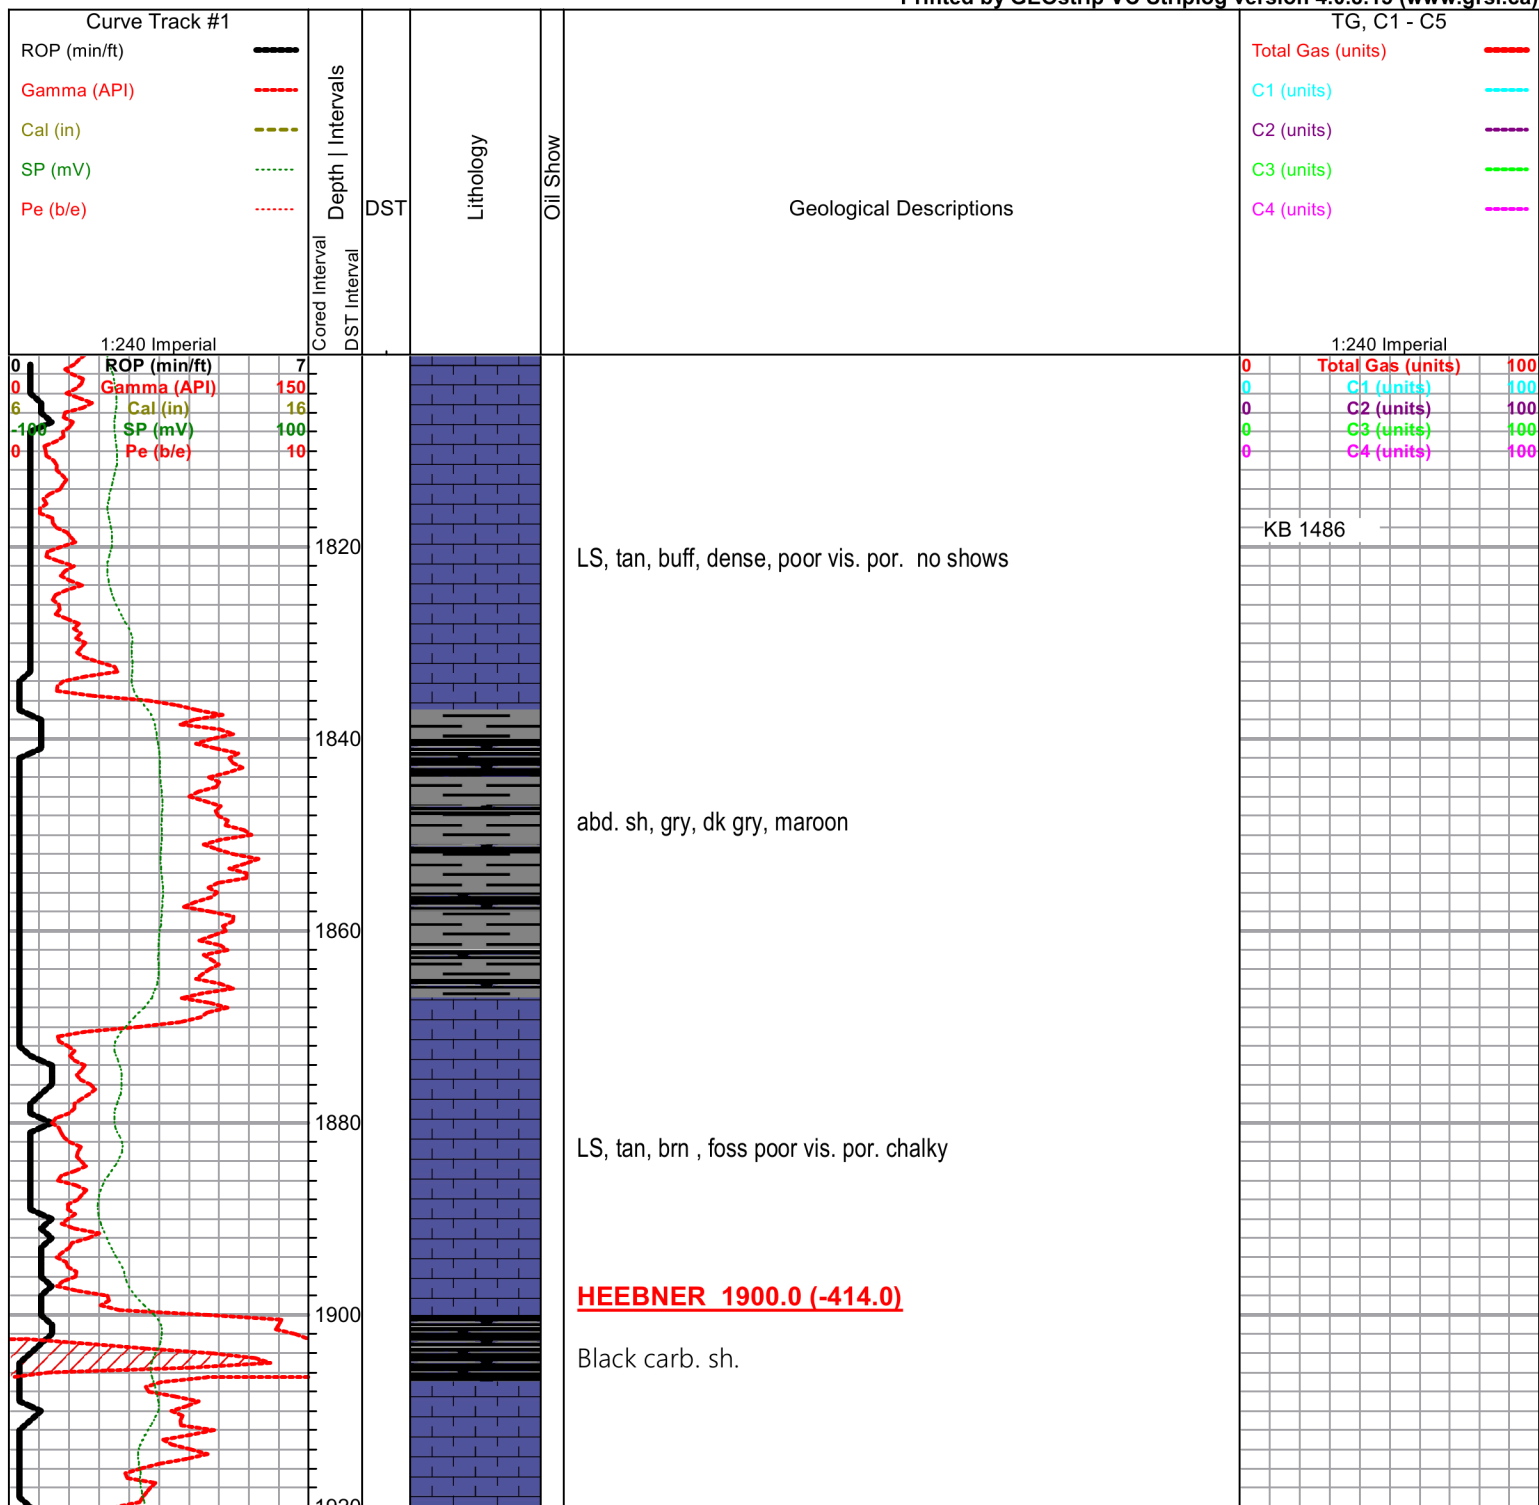 Curve Track #1
ROP (min/ft)
Gamma (API)
Cal (in)
SP (mV)
Pe (b/e)
1:240 Imperial
Depth | Intervals
Cored Interval
DST Interval
DST
Lithology
Oil Show
Geological Descriptions
TG, C1 - C5
Total Gas (units)
C1 (units)
C2 (units)
C3 (units)
C4 (units)
1:240 Imperial
0 ROP (min/ft) 7
0 Gamma (API) 150
6 Cal (in) 16
-100 SP (mV) 100
0 Pe (b/e) 10
0 Total Gas (units) 100
0 C1 (units) 100
0 C2 (units) 100
0 C3 (units) 100
0 C4 (units) 100
KB 1486
1820
LS, tan, buff, dense, poor vis. por. no shows
1840
abd. sh, gry, dk gry, maroon
1860
1880
LS, tan, brn , foss poor vis. por. chalky
HEEBNER 1900.0 (-414.0)
1900
Black carb. sh.